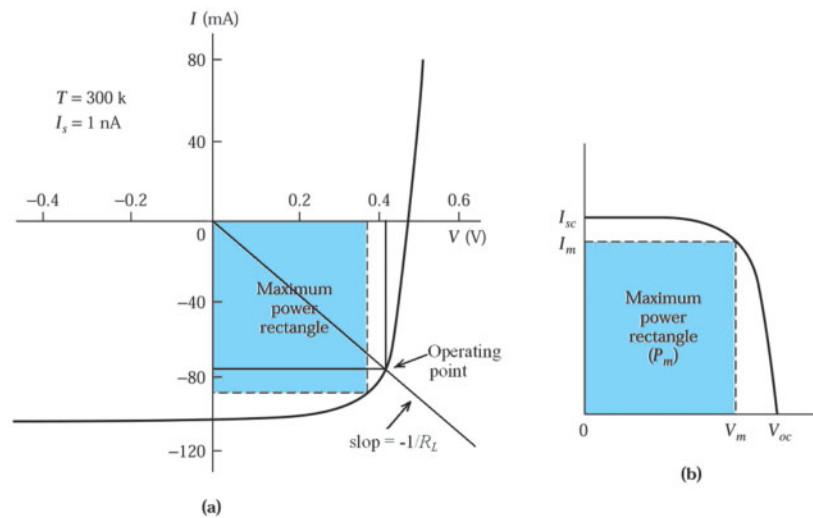 I (mA)
80
T = 300 k
I_s = 1 nA
40
−0.4
−0.2
0.2
0.4
0.6
0
V (V)
Maximum
power
rectangle
−40
Operating
point
−80
−120
slop = -1/R_L
(a)
I_sc
I_m
Maximum
power
rectangle
(P_m)
0
V_m
V_oc
(b)